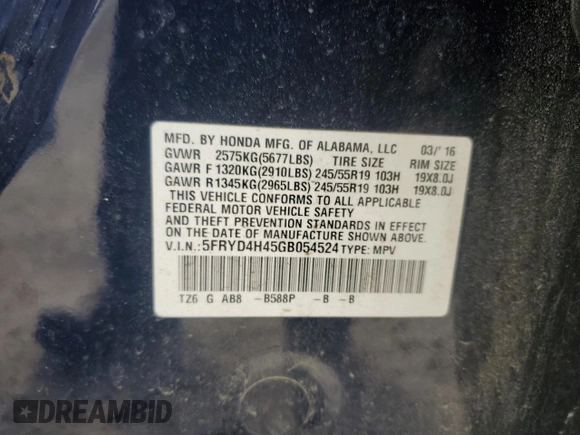 MFD. BY HONDA MFG. OF ALABAMA, LLC 03/'16
GVWR 2575KG(5677LBS) TIRE SIZE RIM SIZE
GAWR F1320KG(2910LBS)245/55R19 103H 19X8.0J
GAWR R1345KG(2965LBS)245/55R19 103H 19X8.0J
THIS VEHICLE CONFORMS TO ALL APPLICABLE
FEDERAL MOTOR VEHICLE SAFETY
AND THEFT PREVENTION STANDARDS IN EFFECT
ON THE DATE OF MANUFACTURE SHOWN ABOVE.
V.I.N.:5FRYD4H45GB054524 TYPE: MPV
TZ6 G AB8 -B588P -B -B
DREAMBID